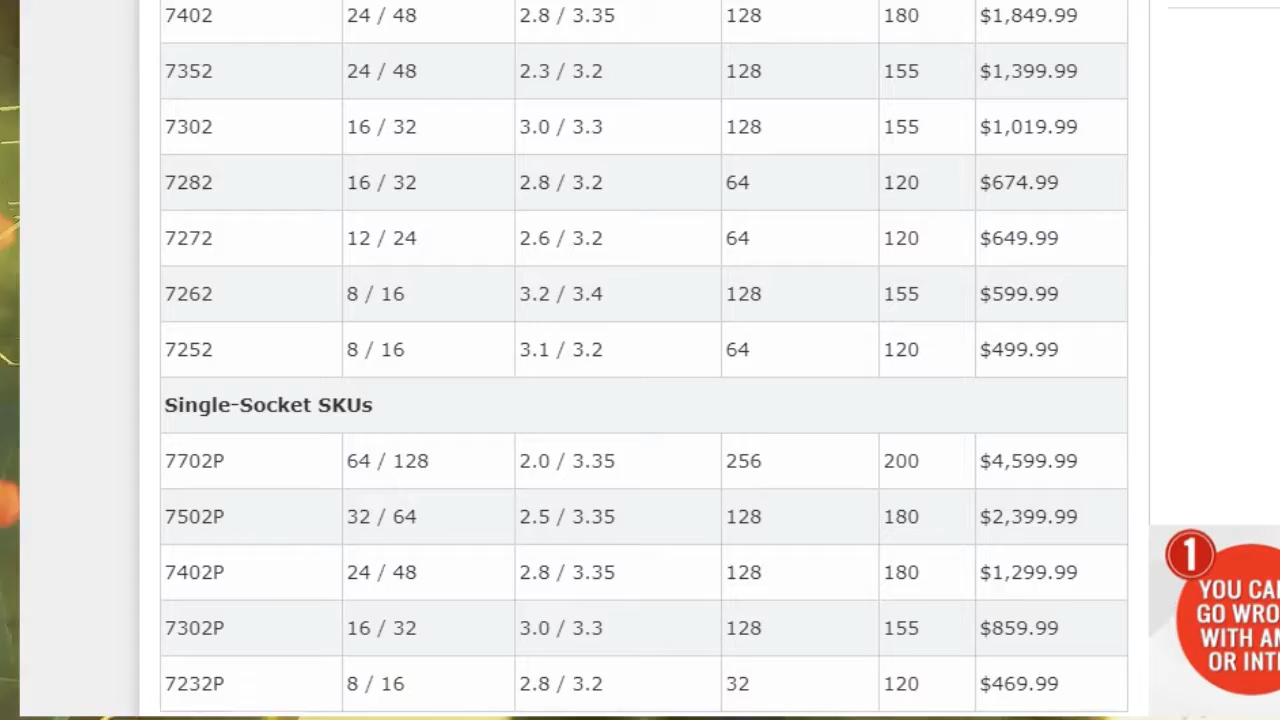 7402 24 / 48 2.8 / 3.35 128 180 $1,849.99
7352 24 / 48 2.3 / 3.2 128 155 $1,399.99
7302 16 / 32 3.0 / 3.3 128 155 $1,019.99
7282 16 / 32 2.8 / 3.2 64 120 $674.99
7272 12 / 24 2.6 / 3.2 64 120 $649.99
7262 8 / 16 3.2 / 3.4 128 155 $599.99
7252 8 / 16 3.1 / 3.2 64 120 $499.99
Single-Socket SKUs
7702P 64 / 128 2.0 / 3.35 256 200 $4,599.99
7502P 32 / 64 2.5 / 3.35 128 180 $2,399.99
7402P 24 / 48 2.8 / 3.35 128 180 $1,299.99
7302P 16 / 32 3.0 / 3.3 128 155 $859.99
7232P 8 / 16 2.8 / 3.2 32 120 $469.99
1
YOU
GO
WITH
OR